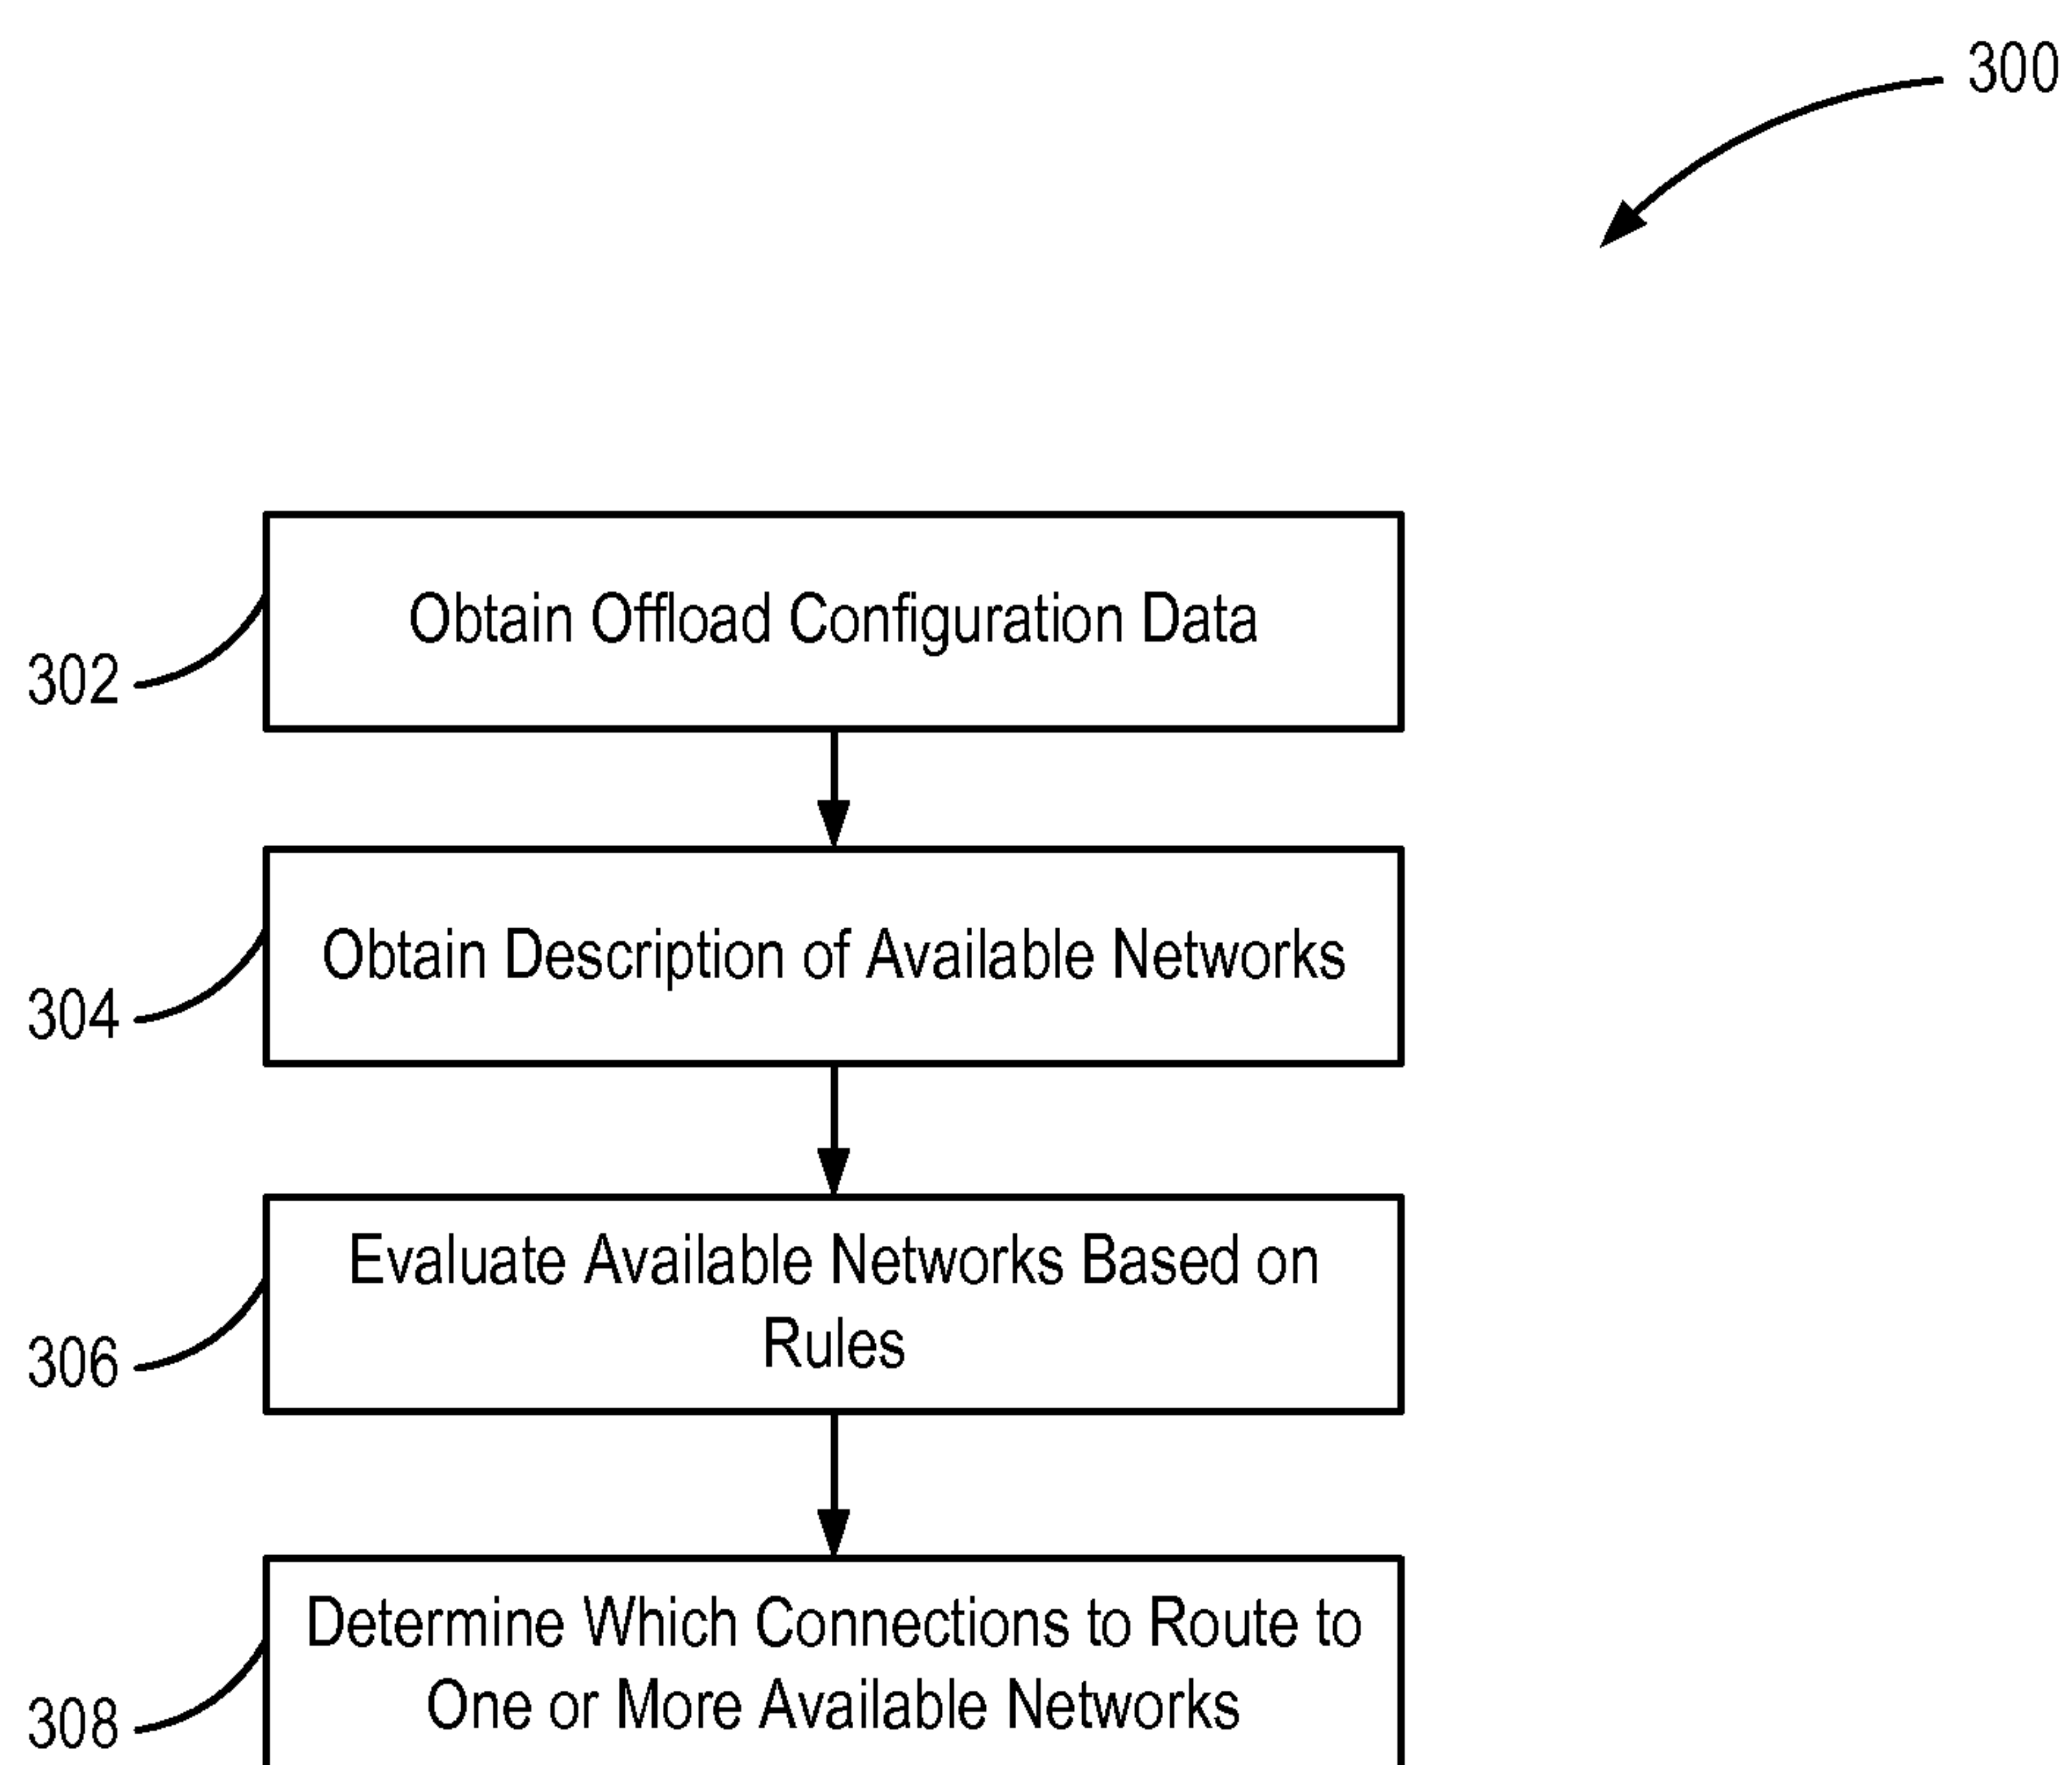 300
Obtain Offload Configuration Data
302
Obtain Description of Available Networks
304
Evaluate Available Networks Based on
Rules
306
Determine Which Connections to Route to
One or More Available Networks
308